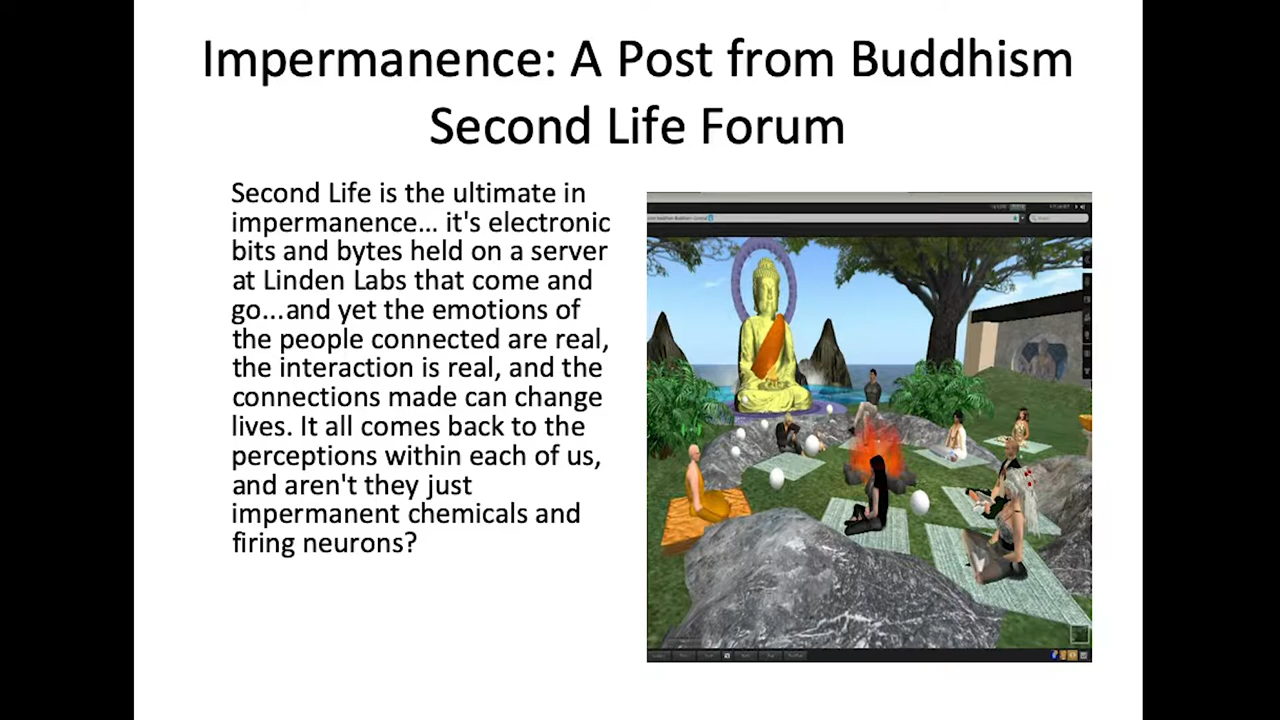 Impermanence: A Post from Buddhism
Second Life Forum
Second Life is the ultimate in
impermanence... it's electronic
bits and bytes held on a server
at Linden Labs that come and
go...and yet the emotions of
the people connected are real,
the interaction is real, and the
connections made can change
lives. It all comes back to the
perceptions within each of us,
and aren't they just
impermanent chemicals and
firing neurons?